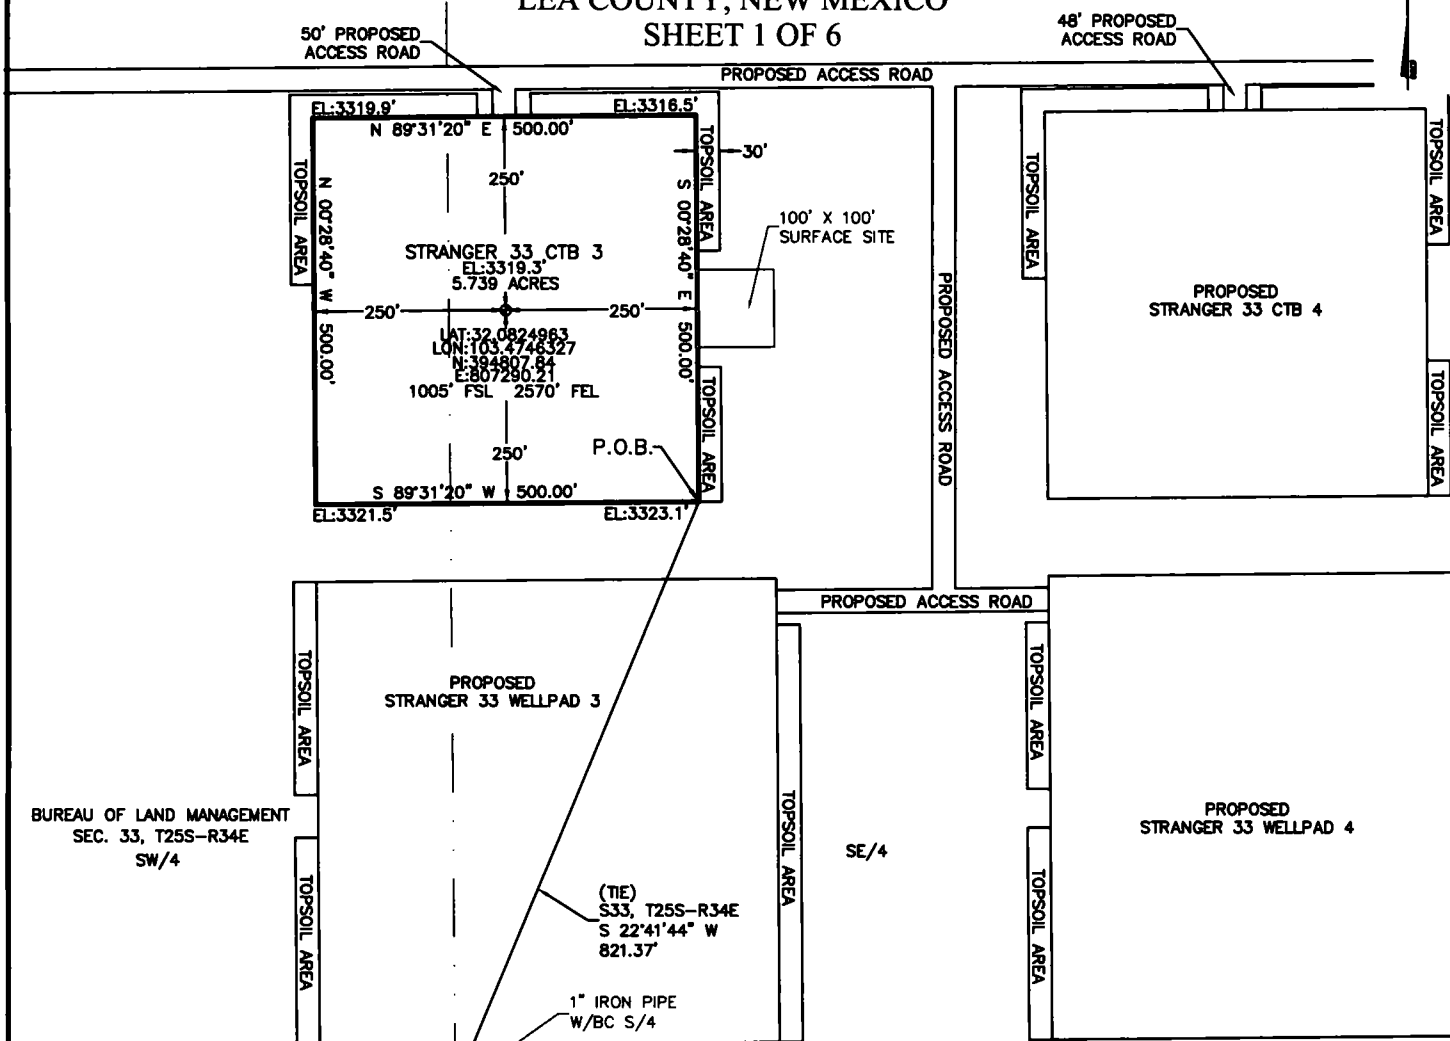 LEA COUNTY, NEW MEXICO
SHEET 1 OF 6
50' PROPOSED
ACCESS ROAD
48' PROPOSED
ACCESS ROAD
PROPOSED ACCESS ROAD
EL:3319.9'
EL:3316.5'
N 89°31'20" E 500.00'
TOPSOIL AREA
N 00°28'40" W 500.00'
250'
S 00°28'40" E 500.00'
TOPSOIL AREA
30'
100' X 100'
SURFACE SITE
STRANGER 33 CTB 3
EL:3319.3'
5.739 ACRES
250'
250'
LAT:32.0824963
LON:103.4746327
N:394807.84
E:807290.21
1005' FSL 2570' FEL
250'
P.O.B.
TOPSOIL AREA
S 89°31'20" W 500.00'
EL:3321.5'
EL:3323.1'
PROPOSED ACCESS ROAD
TOPSOIL AREA
TOPSOIL AREA
PROPOSED
STRANGER 33 CTB 4
TOPSOIL AREA
PROPOSED ACCESS ROAD
TOPSOIL AREA
PROPOSED
STRANGER 33 WELLPAD 3
TOPSOIL AREA
TOPSOIL AREA
PROPOSED
STRANGER 33 WELLPAD 4
BUREAU OF LAND MANAGEMENT
SEC. 33, T25S-R34E
SW/4
SE/4
TOPSOIL AREA
TOPSOIL AREA
(TIE)
S33, T25S-R34E
S 22°41'44" W
821.37'
1" IRON PIPE
W/BC S/4